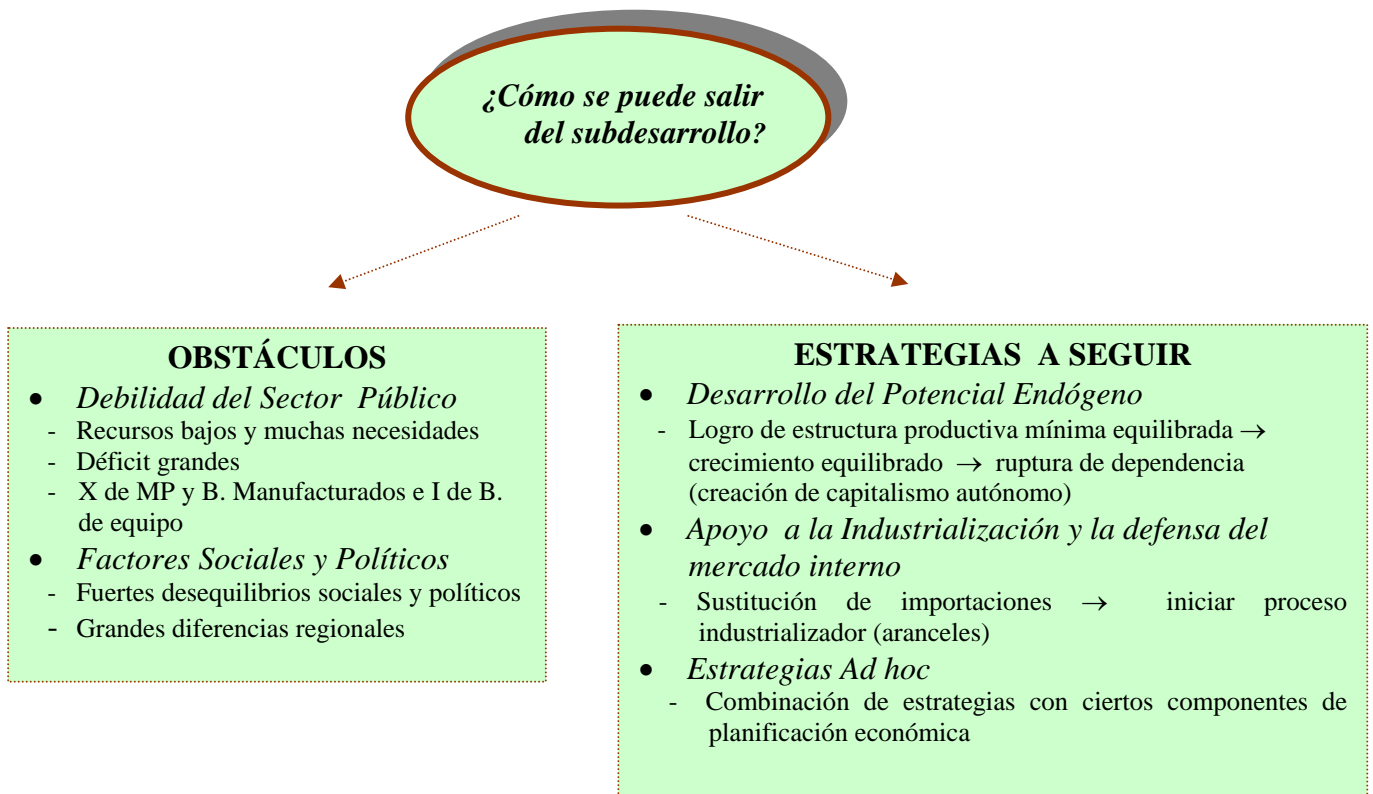 ¿Cómo se puede salir
del subdesarrollo?
OBSTÁCULOS
• Debilidad del Sector Público
- Recursos bajos y muchas necesidades
- Déficit grandes
- X de MP y B. Manufacturados e I de B.
de equipo
• Factores Sociales y Políticos
- Fuertes desequilibrios sociales y políticos
- Grandes diferencias regionales
ESTRATEGIAS A SEGUIR
• Desarrollo del Potencial Endógeno
- Logro de estructura productiva mínima equilibrada →
crecimiento equilibrado → ruptura de dependencia
(creación de capitalismo autónomo)
• Apoyo a la Industrialización y la defensa del
mercado interno
- Sustitución de importaciones → iniciar proceso
industrializador (aranceles)
• Estrategias Ad hoc
- Combinación de estrategias con ciertos componentes de
planificación económica